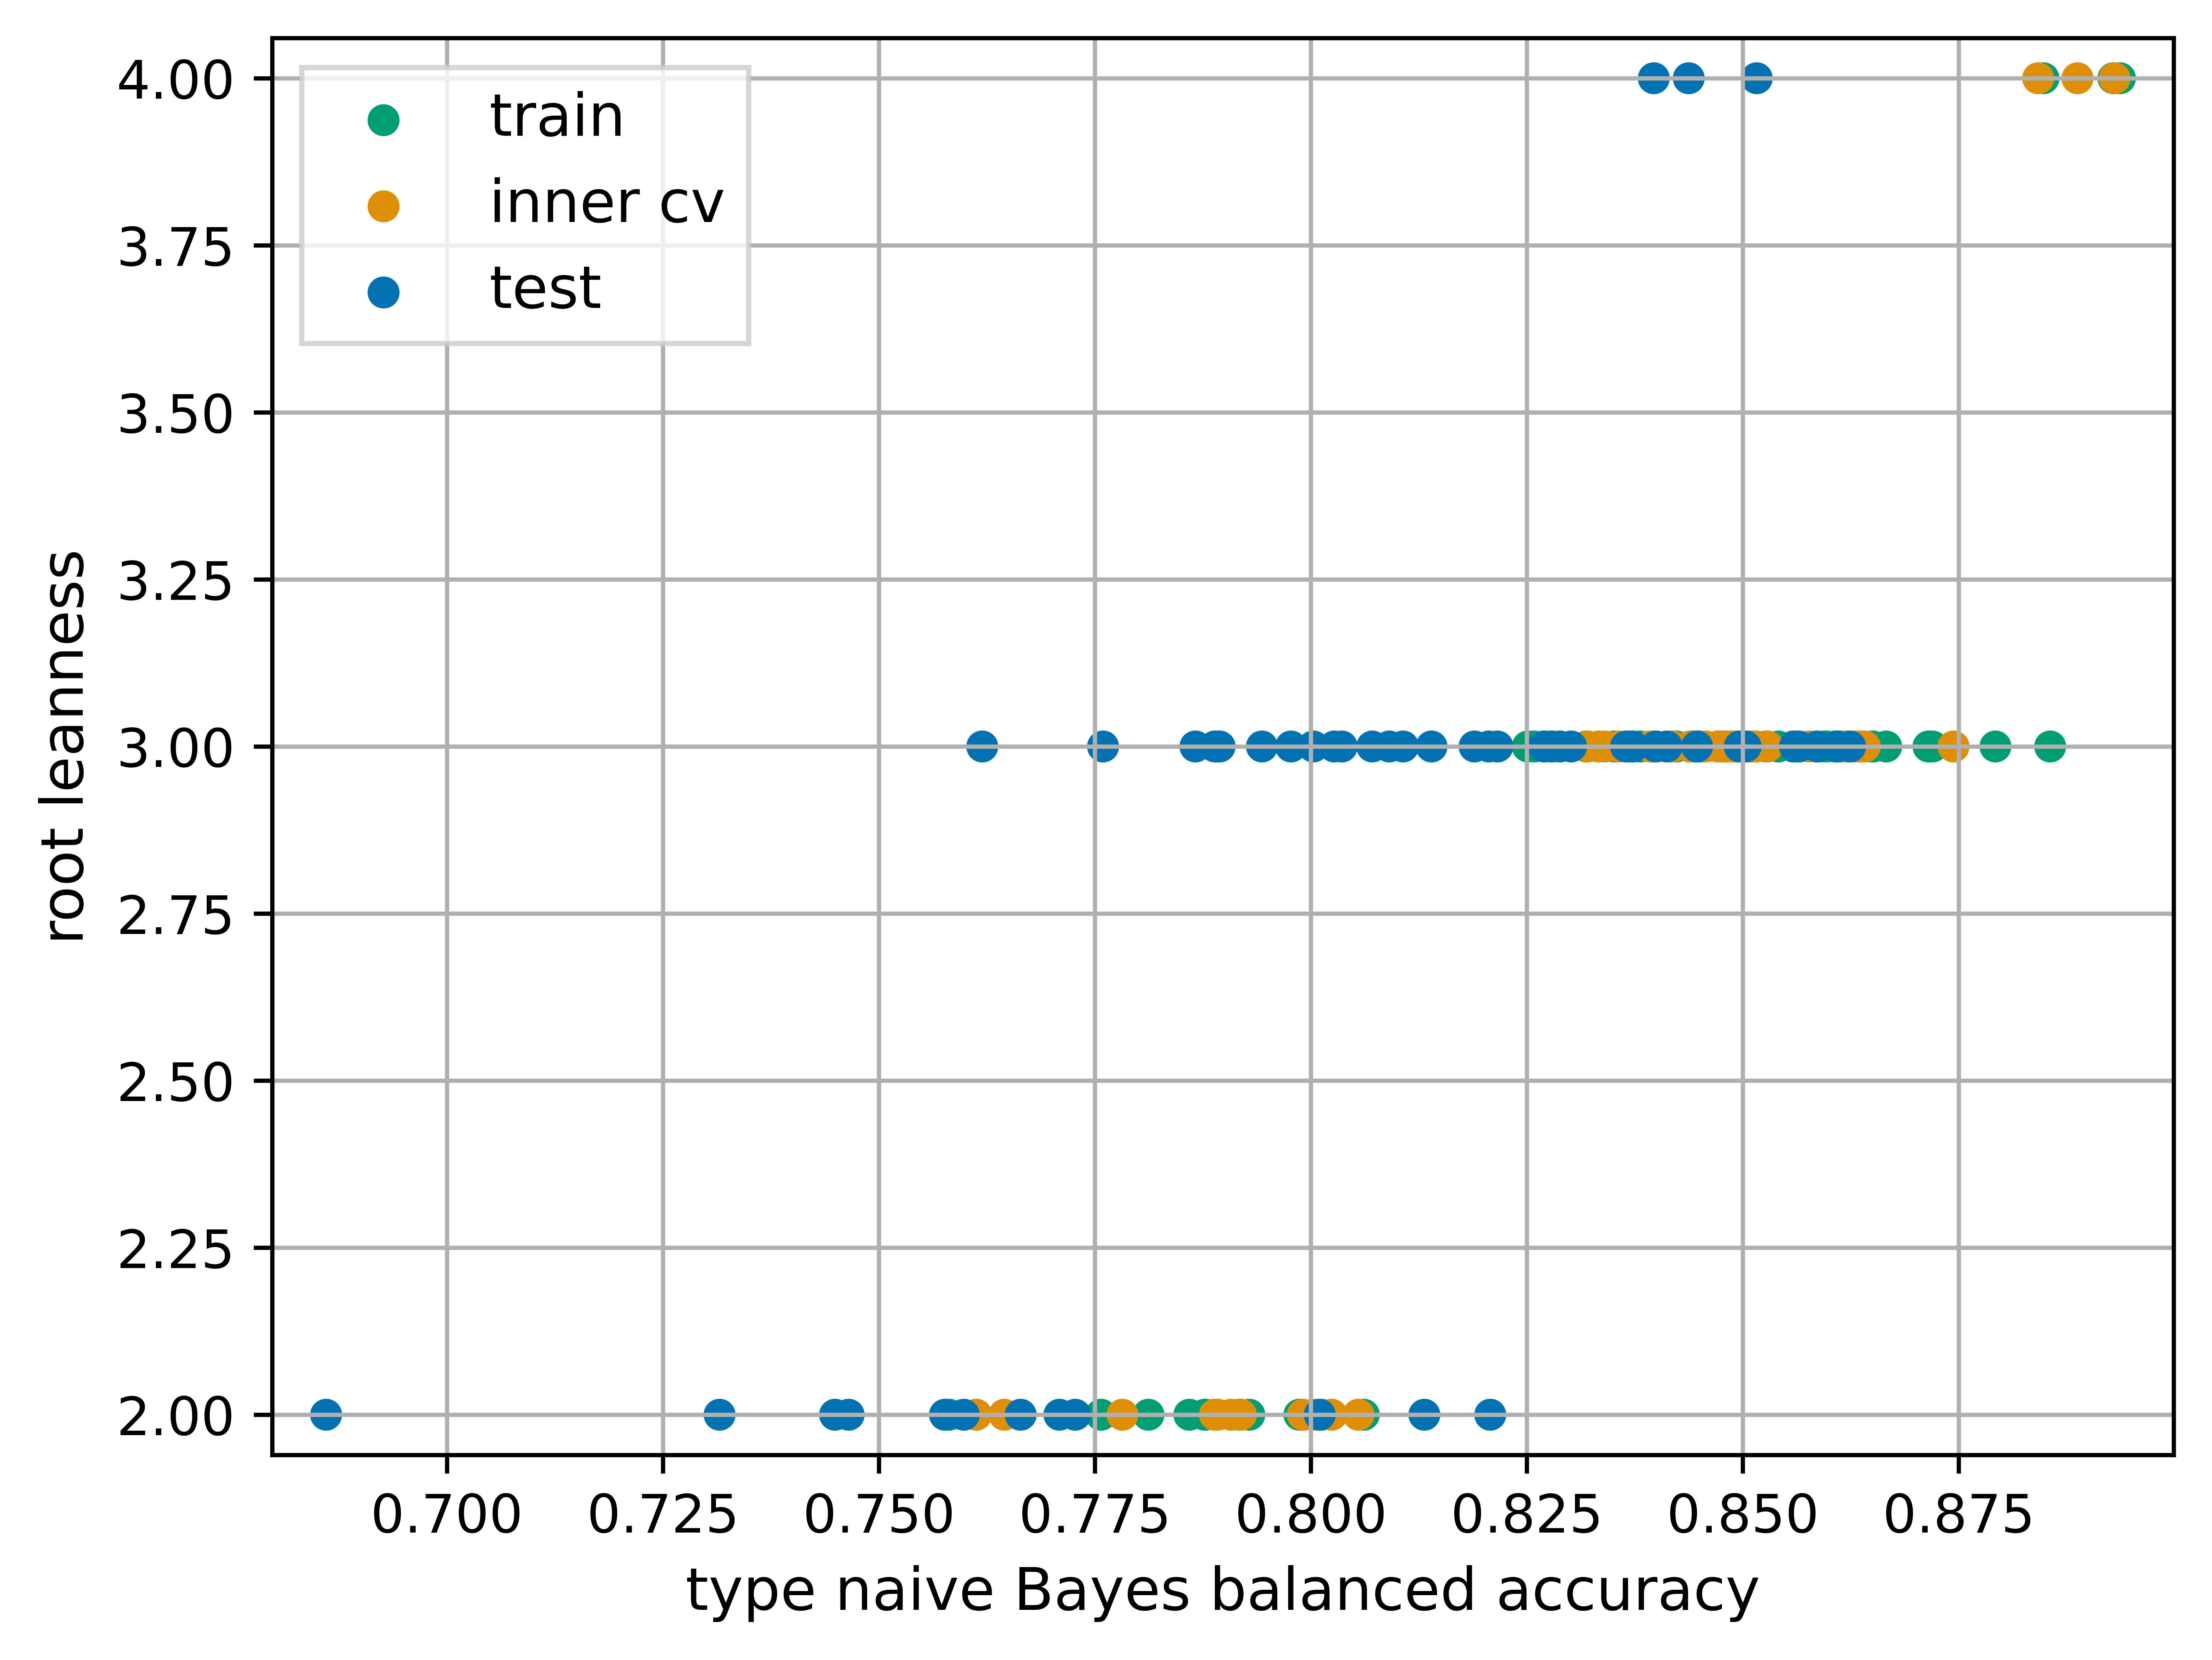 4.00
3.75
3.50
3.25
3.00
2.75
2.50
2.25
2.00
root leanness
train
inner cv
test
0.700 0.725 0.750 0.775 0.800 0.825 0.850 0.875
type naive Bayes balanced accuracy